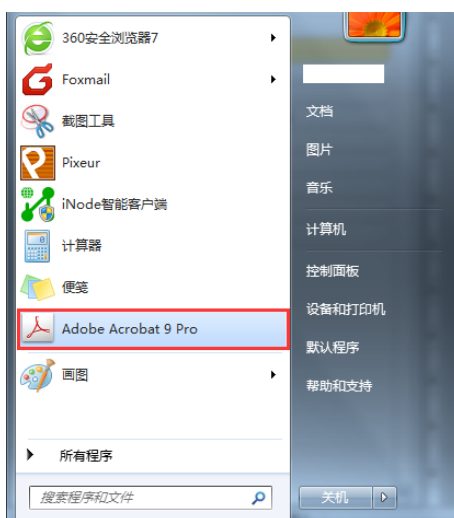 360安全浏览器7
Foxmail
截图工具
Pixeur
iNode智能客户端
计算器
便笺
Adobe Acrobat 9 Pro
画图
所有程序
搜索程序和文件
文档
图片
音乐
计算机
控制面板
设备和打印机
默认程序
帮助和支持
关机